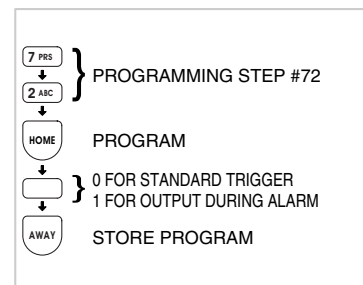 7 PRS
2 ABC
PROGRAMMING STEP #72
HOME
PROGRAM
0 FOR STANDARD TRIGGER
1 FOR OUTPUT DURING ALARM
AWAY
STORE PROGRAM